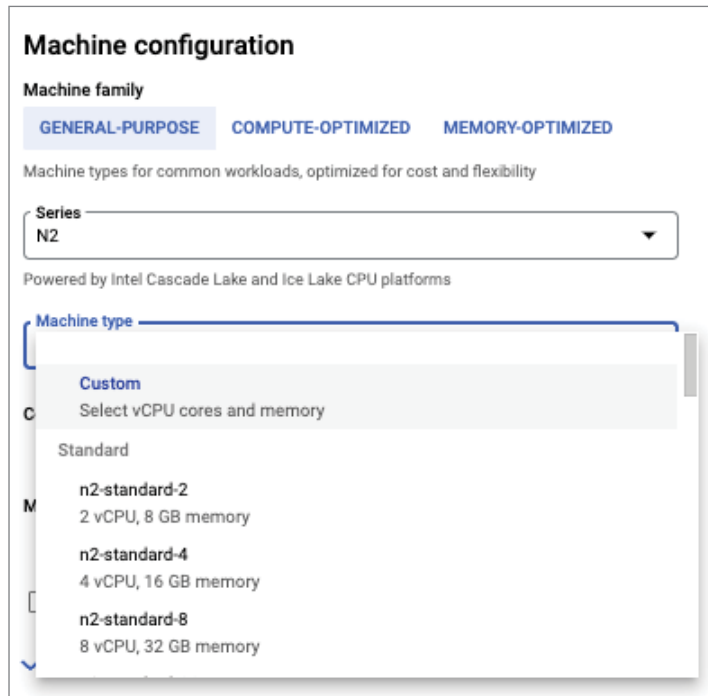 Machine configuration
Machine family
GENERAL-PURPOSE COMPUTE-OPTIMIZED MEMORY-OPTIMIZED
Machine types for common workloads, optimized for cost and flexibility
Series
N2
Powered by Intel Cascade Lake and Ice Lake CPU platforms
Machine type
Custom
Select vCPU cores and memory
C
Standard
n2-standard-2
M
2 vCPU, 8 GB memory
n2-standard-4
4 vCPU, 16 GB memory
n2-standard-8
8 vCPU, 32 GB memory